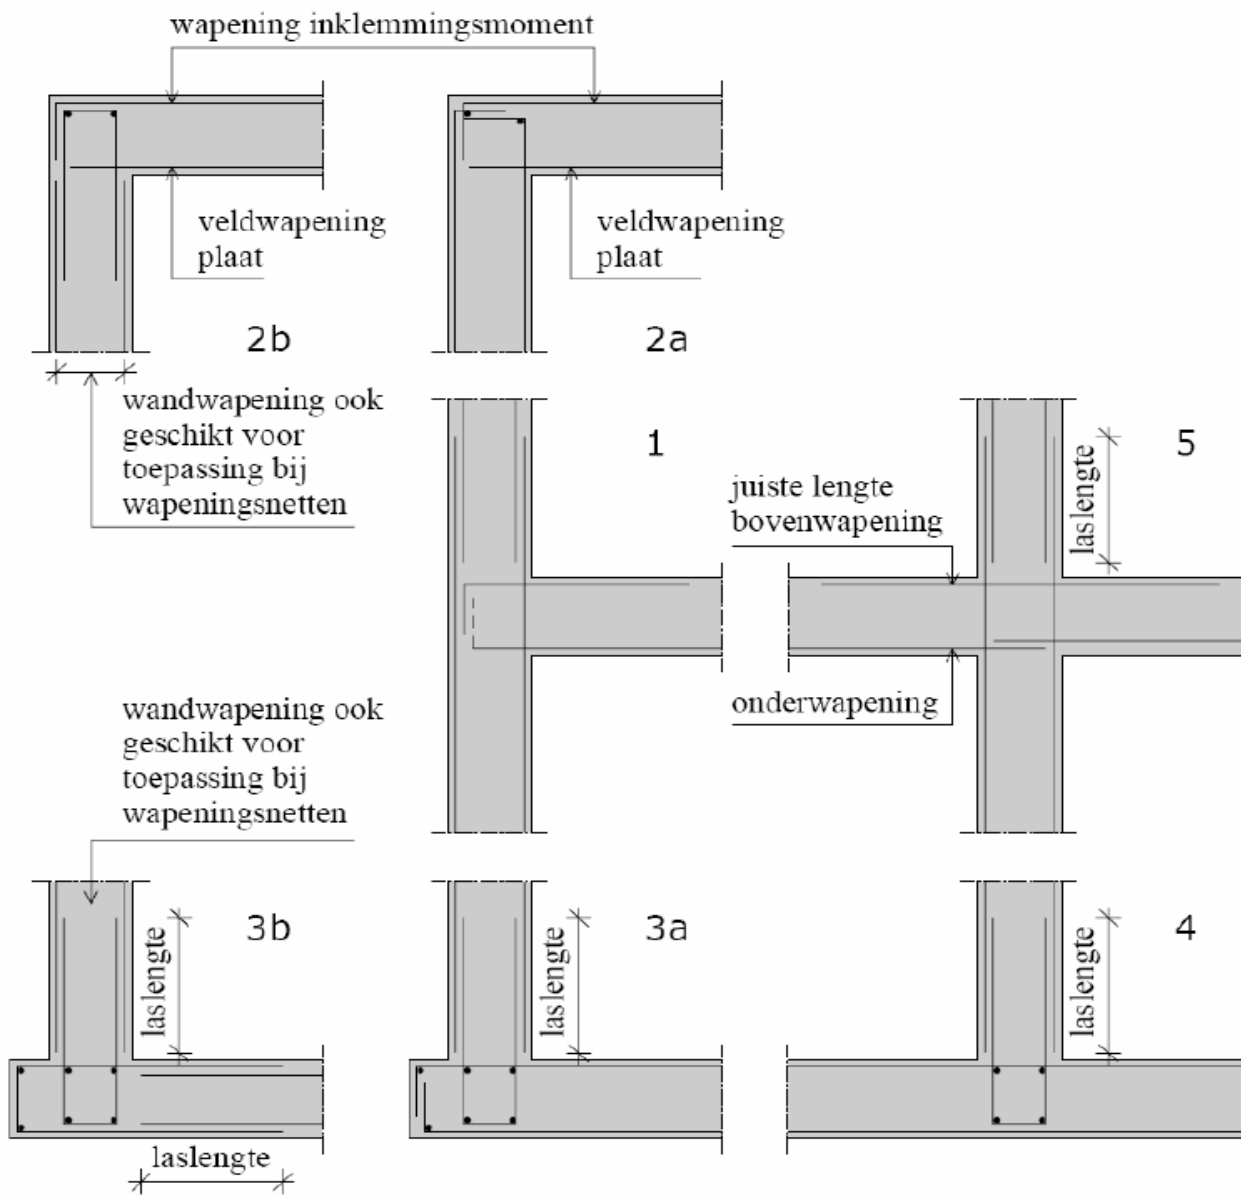 wapening inklemmingsmoment
veldwapening
plaat
veldwapening
plaat
2b
2a
wandwapening ook
geschikt voor
toepassing bij
wapeningsnetten
1
5
juiste lengte
bovenwapening
laslengte
onderwapening
wandwapening ook
geschikt voor
toepassing bij
wapeningsnetten
3b
3a
4
laslengte
laslengte
laslengte
laslengte